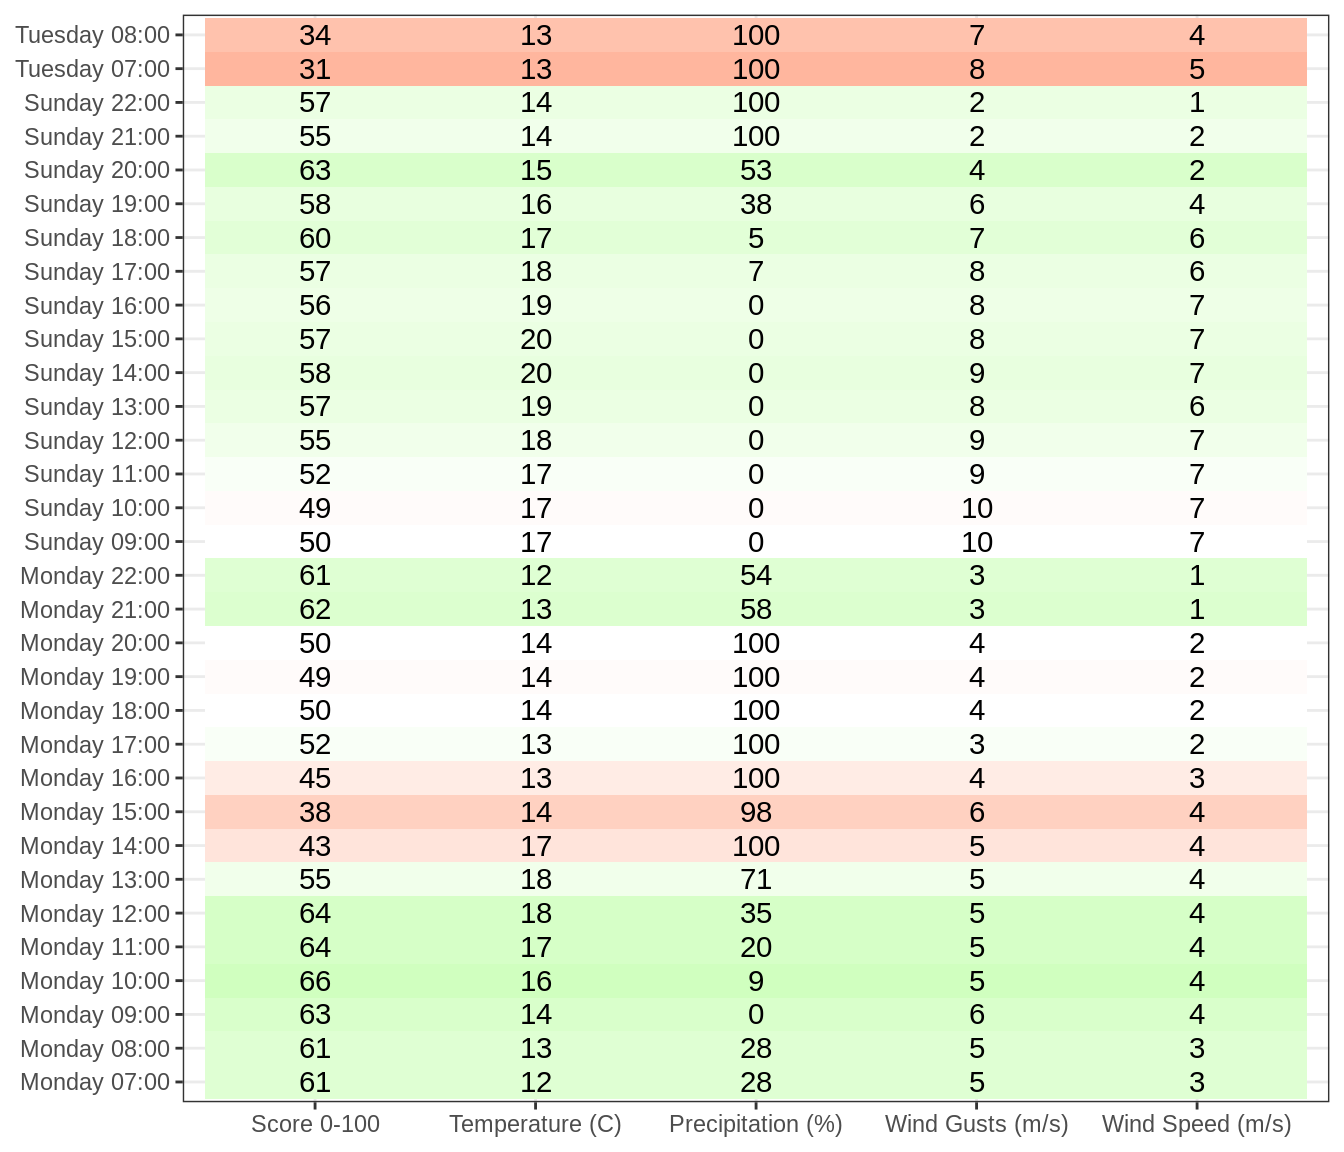 Tuesday 08:00 34 13 100 7 4
Tuesday 07:00 31 13 100 8 5
Sunday 22:00 57 14 100 2 1
Sunday 21:00 55 14 100 2 2
Sunday 20:00 63 15 53 4 2
Sunday 19:00 58 16 38 6 4
Sunday 18:00 60 17 5 7 6
Sunday 17:00 57 18 7 8 6
Sunday 16:00 56 19 0 8 7
Sunday 15:00 57 20 0 8 7
Sunday 14:00 58 20 0 9 7
Sunday 13:00 57 19 0 8 6
Sunday 12:00 55 18 0 9 7
Sunday 11:00 52 17 0 9 7
Sunday 10:00 49 17 0 10 7
Sunday 09:00 50 17 0 10 7
Monday 22:00 61 12 54 3 1
Monday 21:00 62 13 58 3 1
Monday 20:00 50 14 100 4 2
Monday 19:00 49 14 100 4 2
Monday 18:00 50 14 100 4 2
Monday 17:00 52 13 100 3 2
Monday 16:00 45 13 100 4 3
Monday 15:00 38 14 98 6 4
Monday 14:00 43 17 100 5 4
Monday 13:00 55 18 71 5 4
Monday 12:00 64 18 35 5 4
Monday 11:00 64 17 20 5 4
Monday 10:00 66 16 9 5 4
Monday 09:00 63 14 0 6 4
Monday 08:00 61 13 28 5 3
Monday 07:00 61 12 28 5 3
Score 0-100 Temperature (C) Precipitation (%) Wind Gusts (m/s) Wind Speed (m/s)